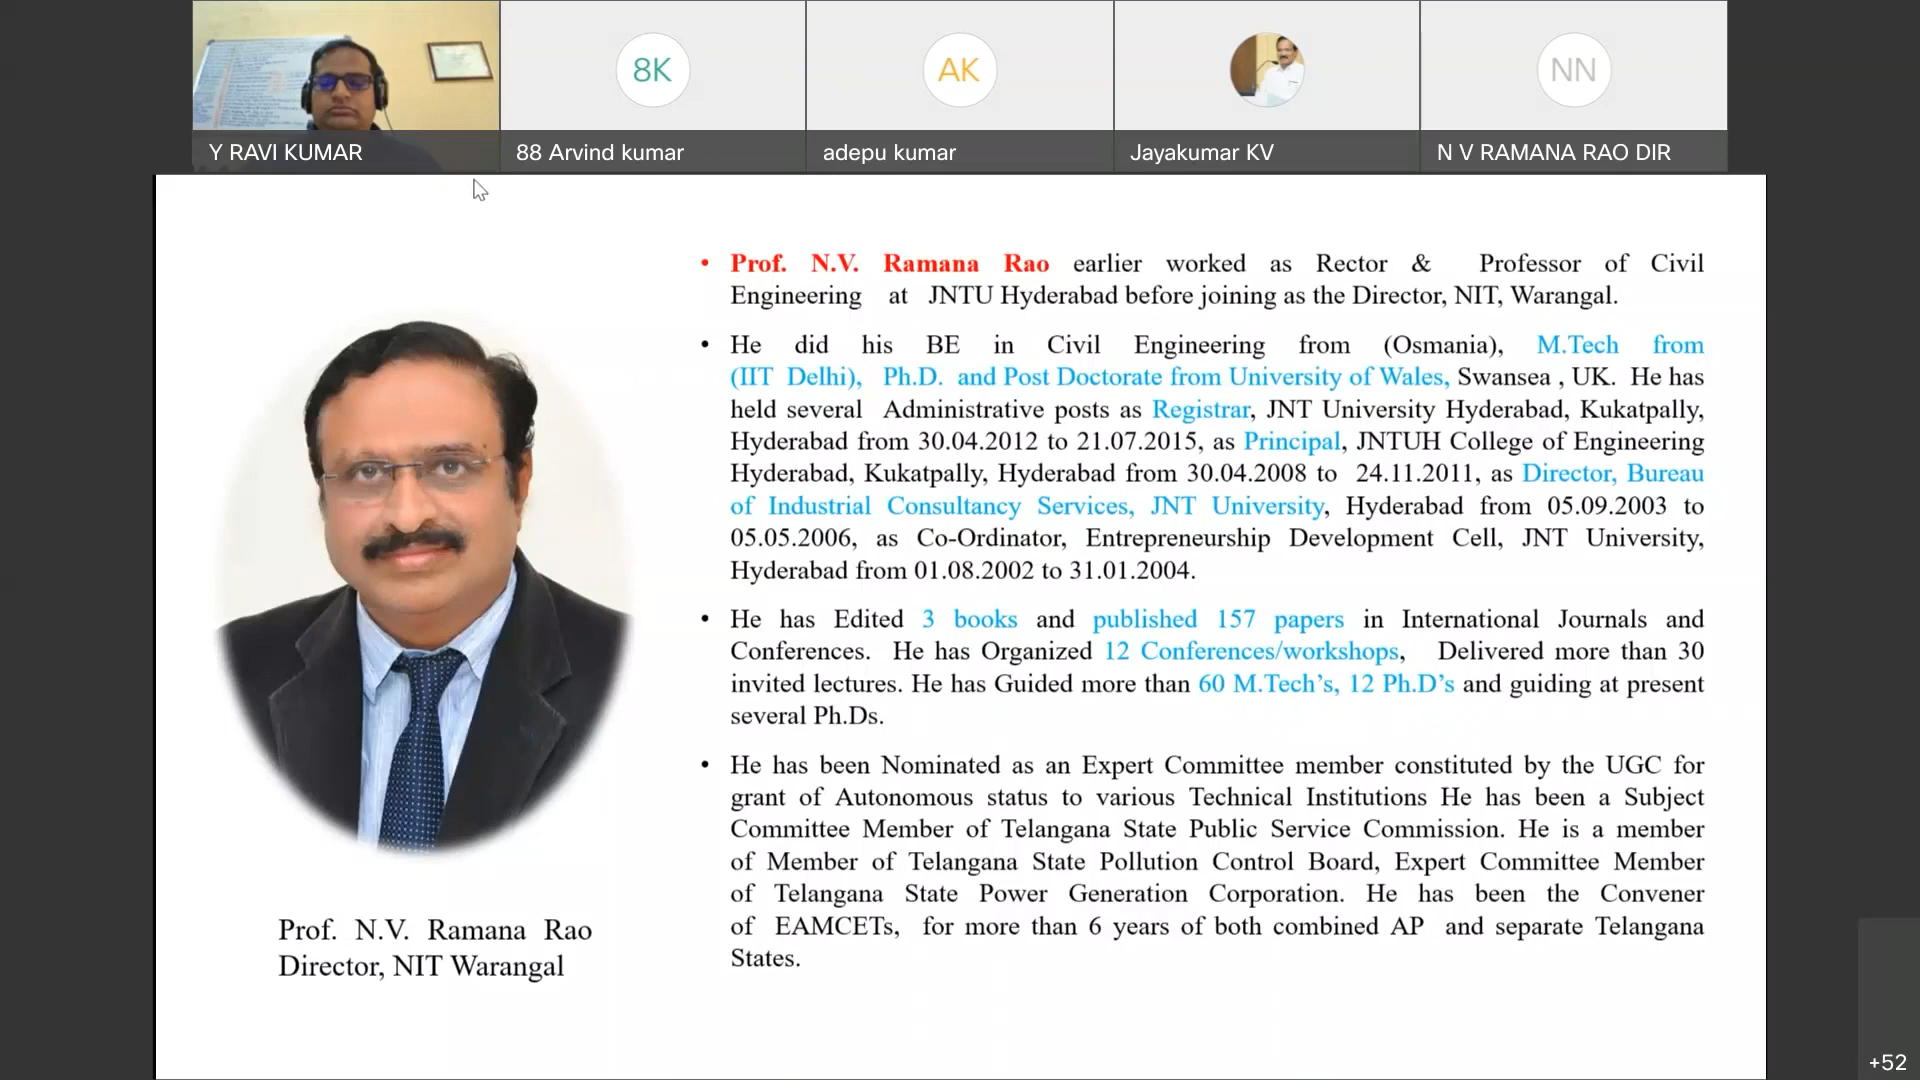 8K
AK
NN
Y RAVI KUMAR
88 Arvind kumar
adepu kumar
Jayakumar KV
N V RAMANA RAO DIR
• Prof. N.V. Ramana Rao earlier worked as Rector & Professor of Civil
Engineering at JNTU Hyderabad before joining as the Director, NIT, Warangal.
• He did his BE in Civil Engineering from (Osmania), M.Tech from
(IIT Delhi), Ph.D. and Post Doctorate from University of Wales, Swansea , UK. He has
held several Administrative posts as Registrar, JNT University Hyderabad, Kukatpally,
Hyderabad from 30.04.2012 to 21.07.2015, as Principal, JNTUH College of Engineering
Hyderabad, Kukatpally, Hyderabad from 30.04.2008 to 24.11.2011, as Director, Bureau
of Industrial Consultancy Services, JNT University, Hyderabad from 05.09.2003 to
05.05.2006, as Co-Ordinator, Entrepreneurship Development Cell, JNT University,
Hyderabad from 01.08.2002 to 31.01.2004.
• He has Edited 3 books and published 157 papers in International Journals and
Conferences. He has Organized 12 Conferences/workshops, Delivered more than 30
invited lectures. He has Guided more than 60 M.Tech’s, 12 Ph.D’s and guiding at present
several Ph.Ds.
• He has been Nominated as an Expert Committee member constituted by the UGC for
grant of Autonomous status to various Technical Institutions He has been a Subject
Committee Member of Telangana State Public Service Commission. He is a member
of Member of Telangana State Pollution Control Board, Expert Committee Member
of Telangana State Power Generation Corporation. He has been the Convener
of EAMCETs, for more than 6 years of both combined AP and separate Telangana
States.
Prof. N.V. Ramana Rao
Director, NIT Warangal
+52